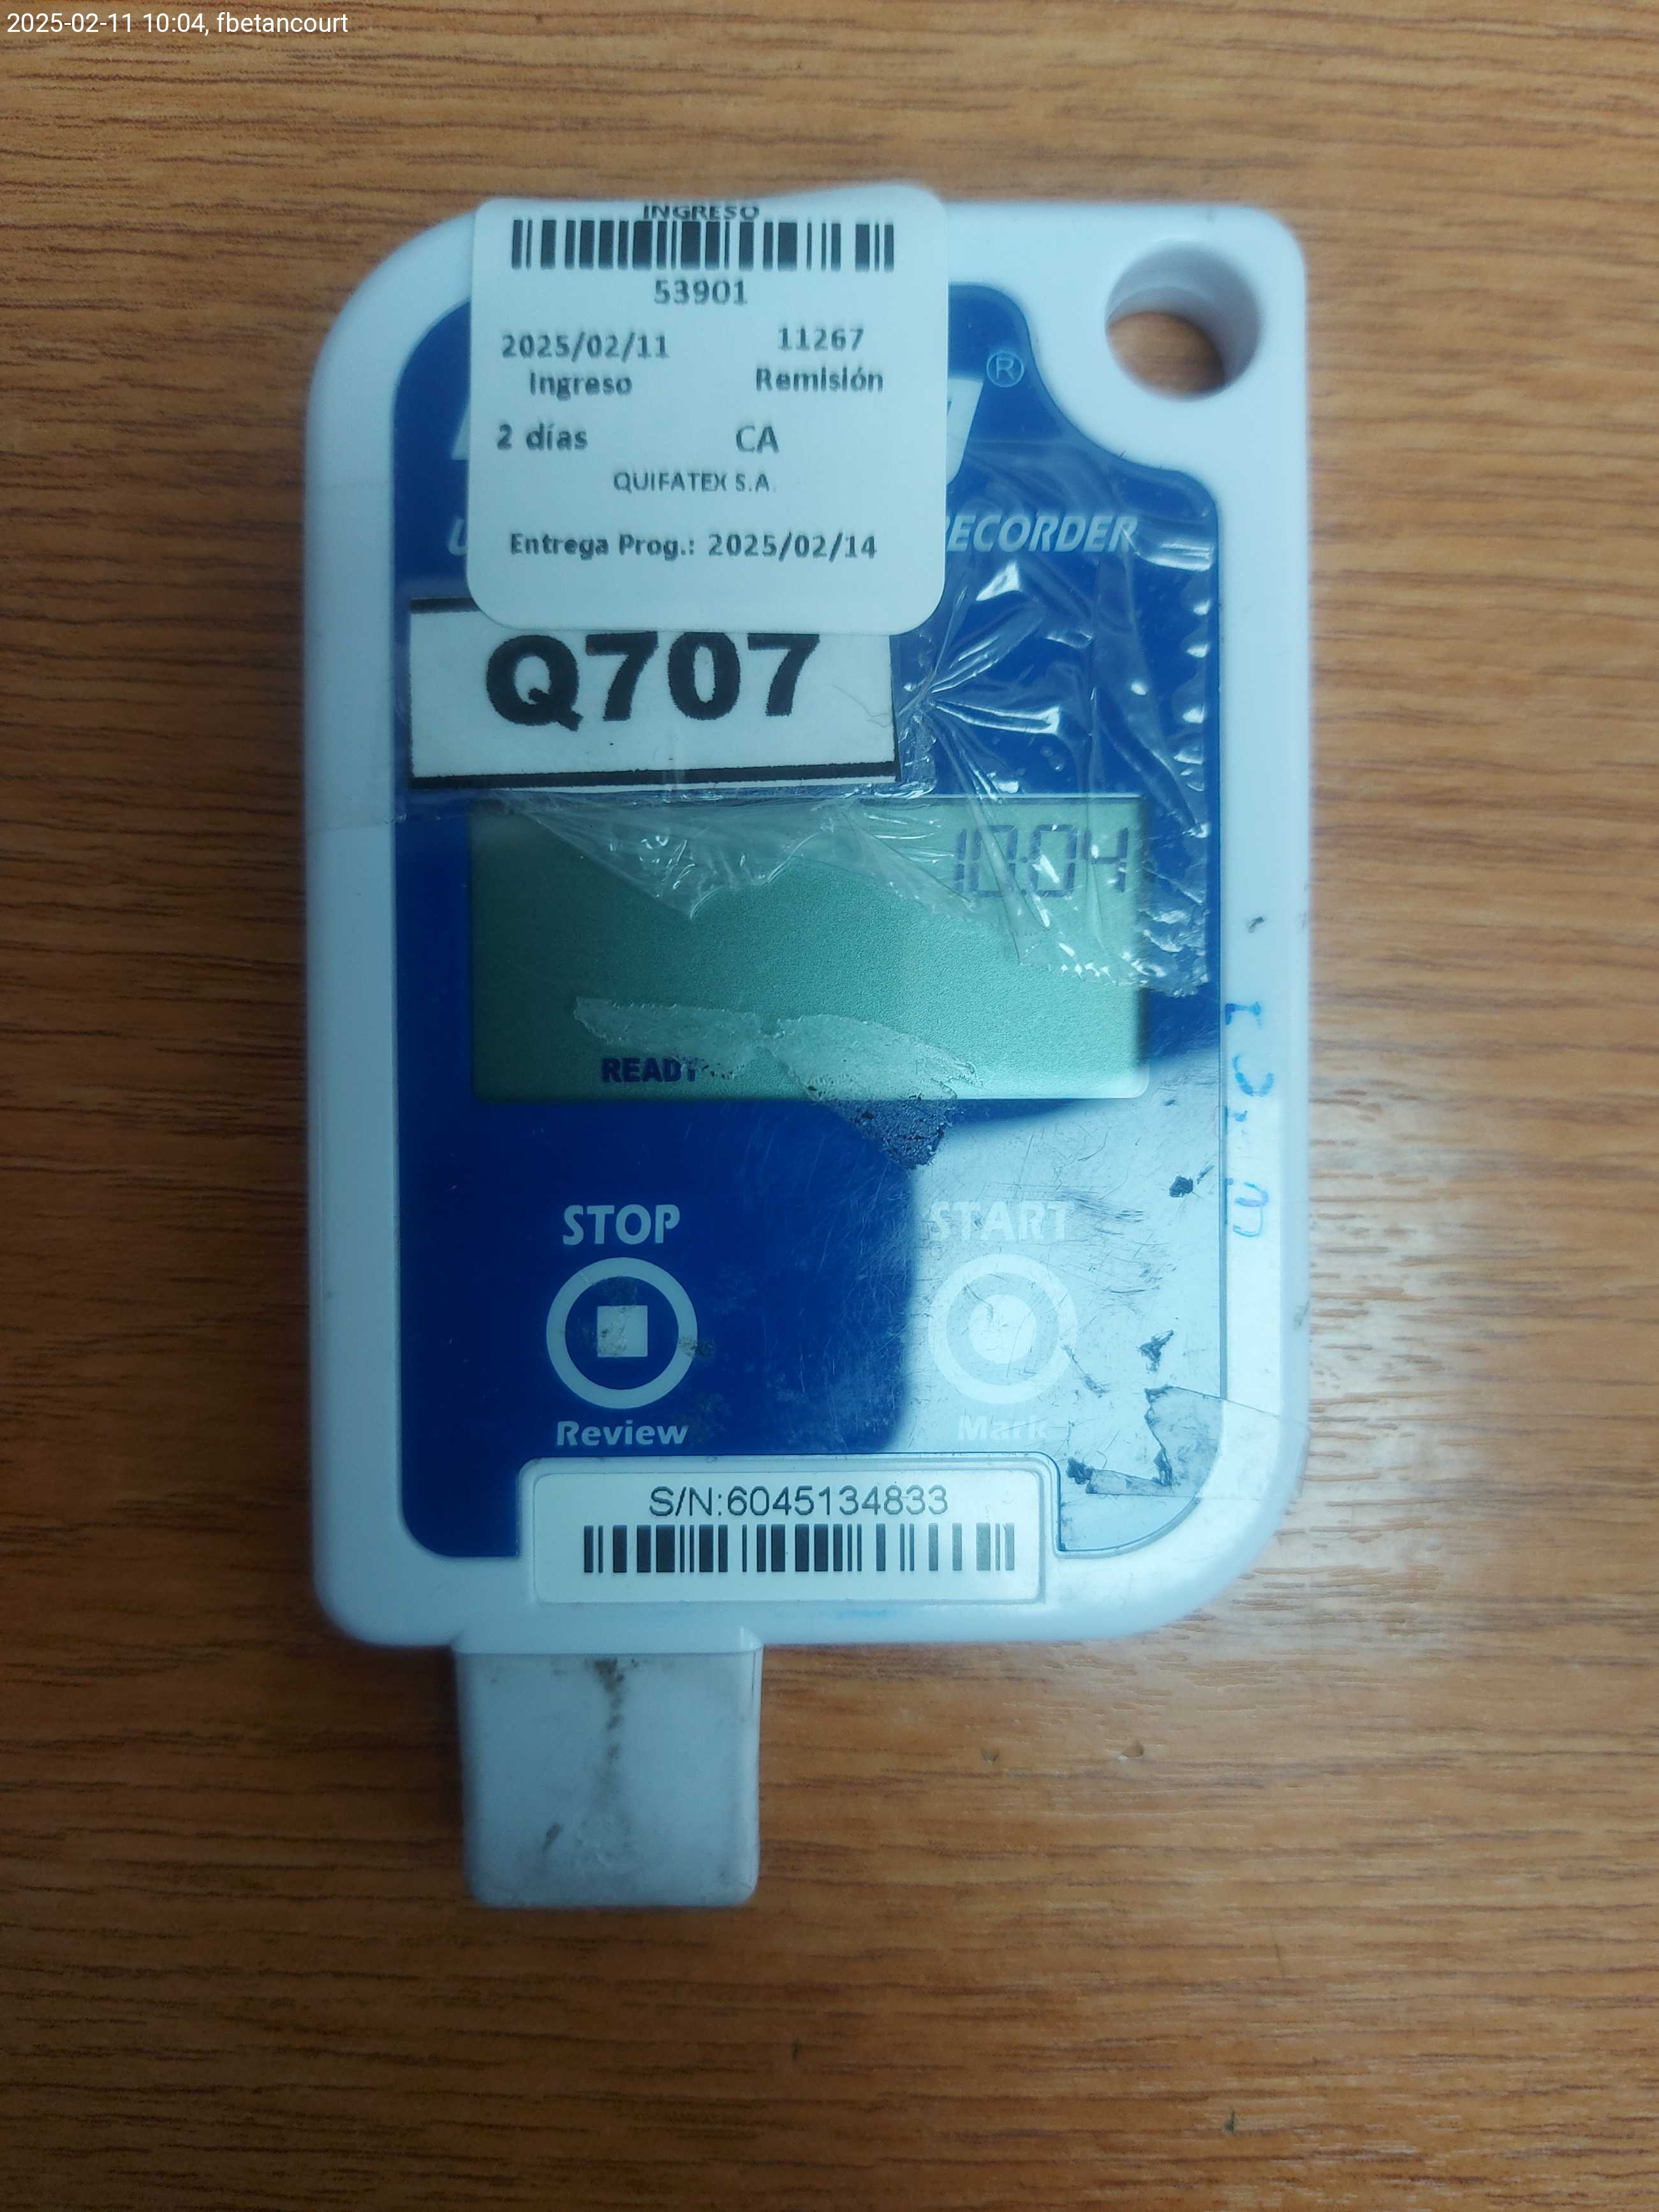 2025-02-11 10:04, fbetancourt
INGRESO
53901
2025/02/11 11267
Ingreso Remisión
2 días CA
QUIFATEX S.A.
Entrega Prog.: 2025/02/14
®
RECORDER
Q707
10:04
READY
STOP START
Review Mark
S/N:6045134833